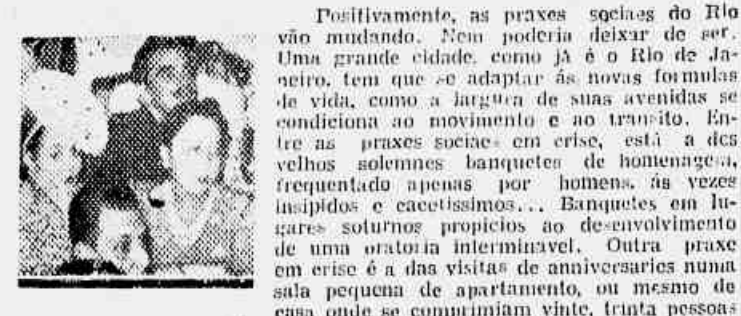 Positivamente, as praxes sociaes do Rio
vão mudando. Nem poderia deixar de ser.
Uma grande cidade, como já é o Rio de Ja-
neiro, tem que se adaptar ás novas formulas
de vida, como a largura de suas avenidas se
condiciona ao movimento e ao transito. En-
tre as praxes sociaes em crise, está a dos
velhos solemnes banquetes de homenagem,
frequentado apenas por homens, ás vezes
insipidos e cacetissimos... Banquetes em lu-
gares soturnos propicios ao desenvolvimento
de uma oratoria interminavel. Outra praxe
em crise é a das visitas de anniversarios numa
sala pequena de apartamento, ou mesmo de
casa onde se comprimiam vinte, trinta pessoas